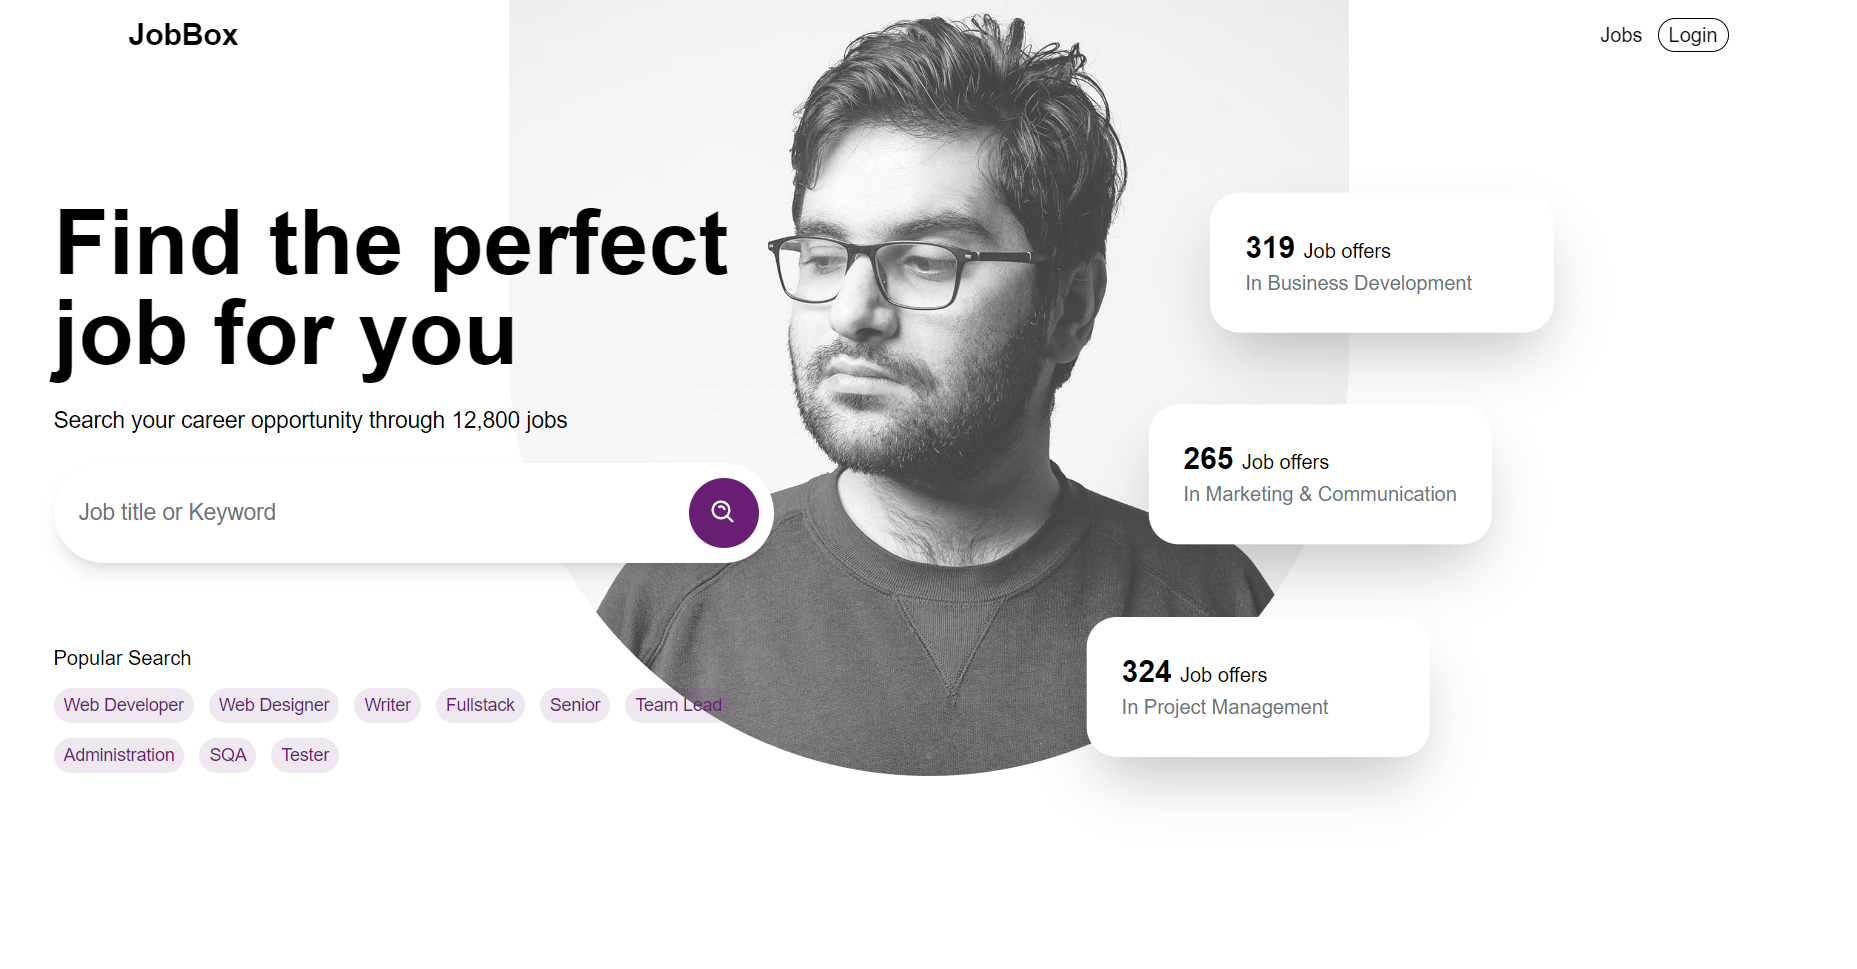 JobBox
Jobs
Login
Find the perfect
job for you
Search your career opportunity through 12,800 jobs
Job title or Keyword
Popular Search
Web Developer
Web Designer
Writer
Fullstack
Senior
Team Lead
Administration
SQA
Tester
319 Job offers
In Business Development
265 Job offers
In Marketing & Communication
324 Job offers
In Project Management